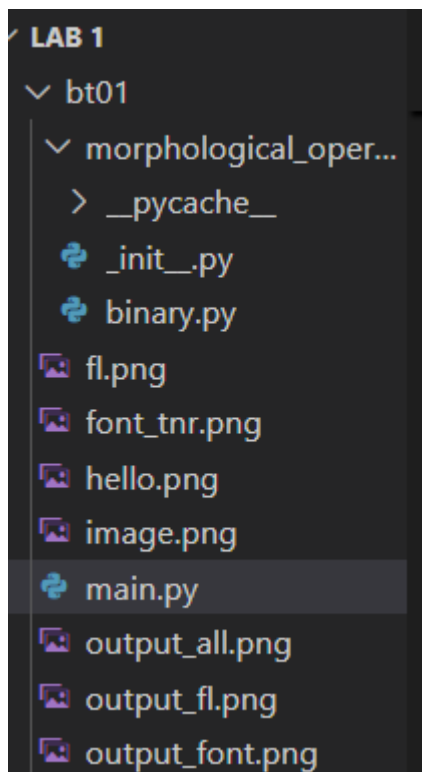 LAB 1
bt01
morphological_oper...
__pycache__
_init__.py
binary.py
fl.png
font_tnr.png
hello.png
image.png
main.py
output_all.png
output_fl.png
output_font.png